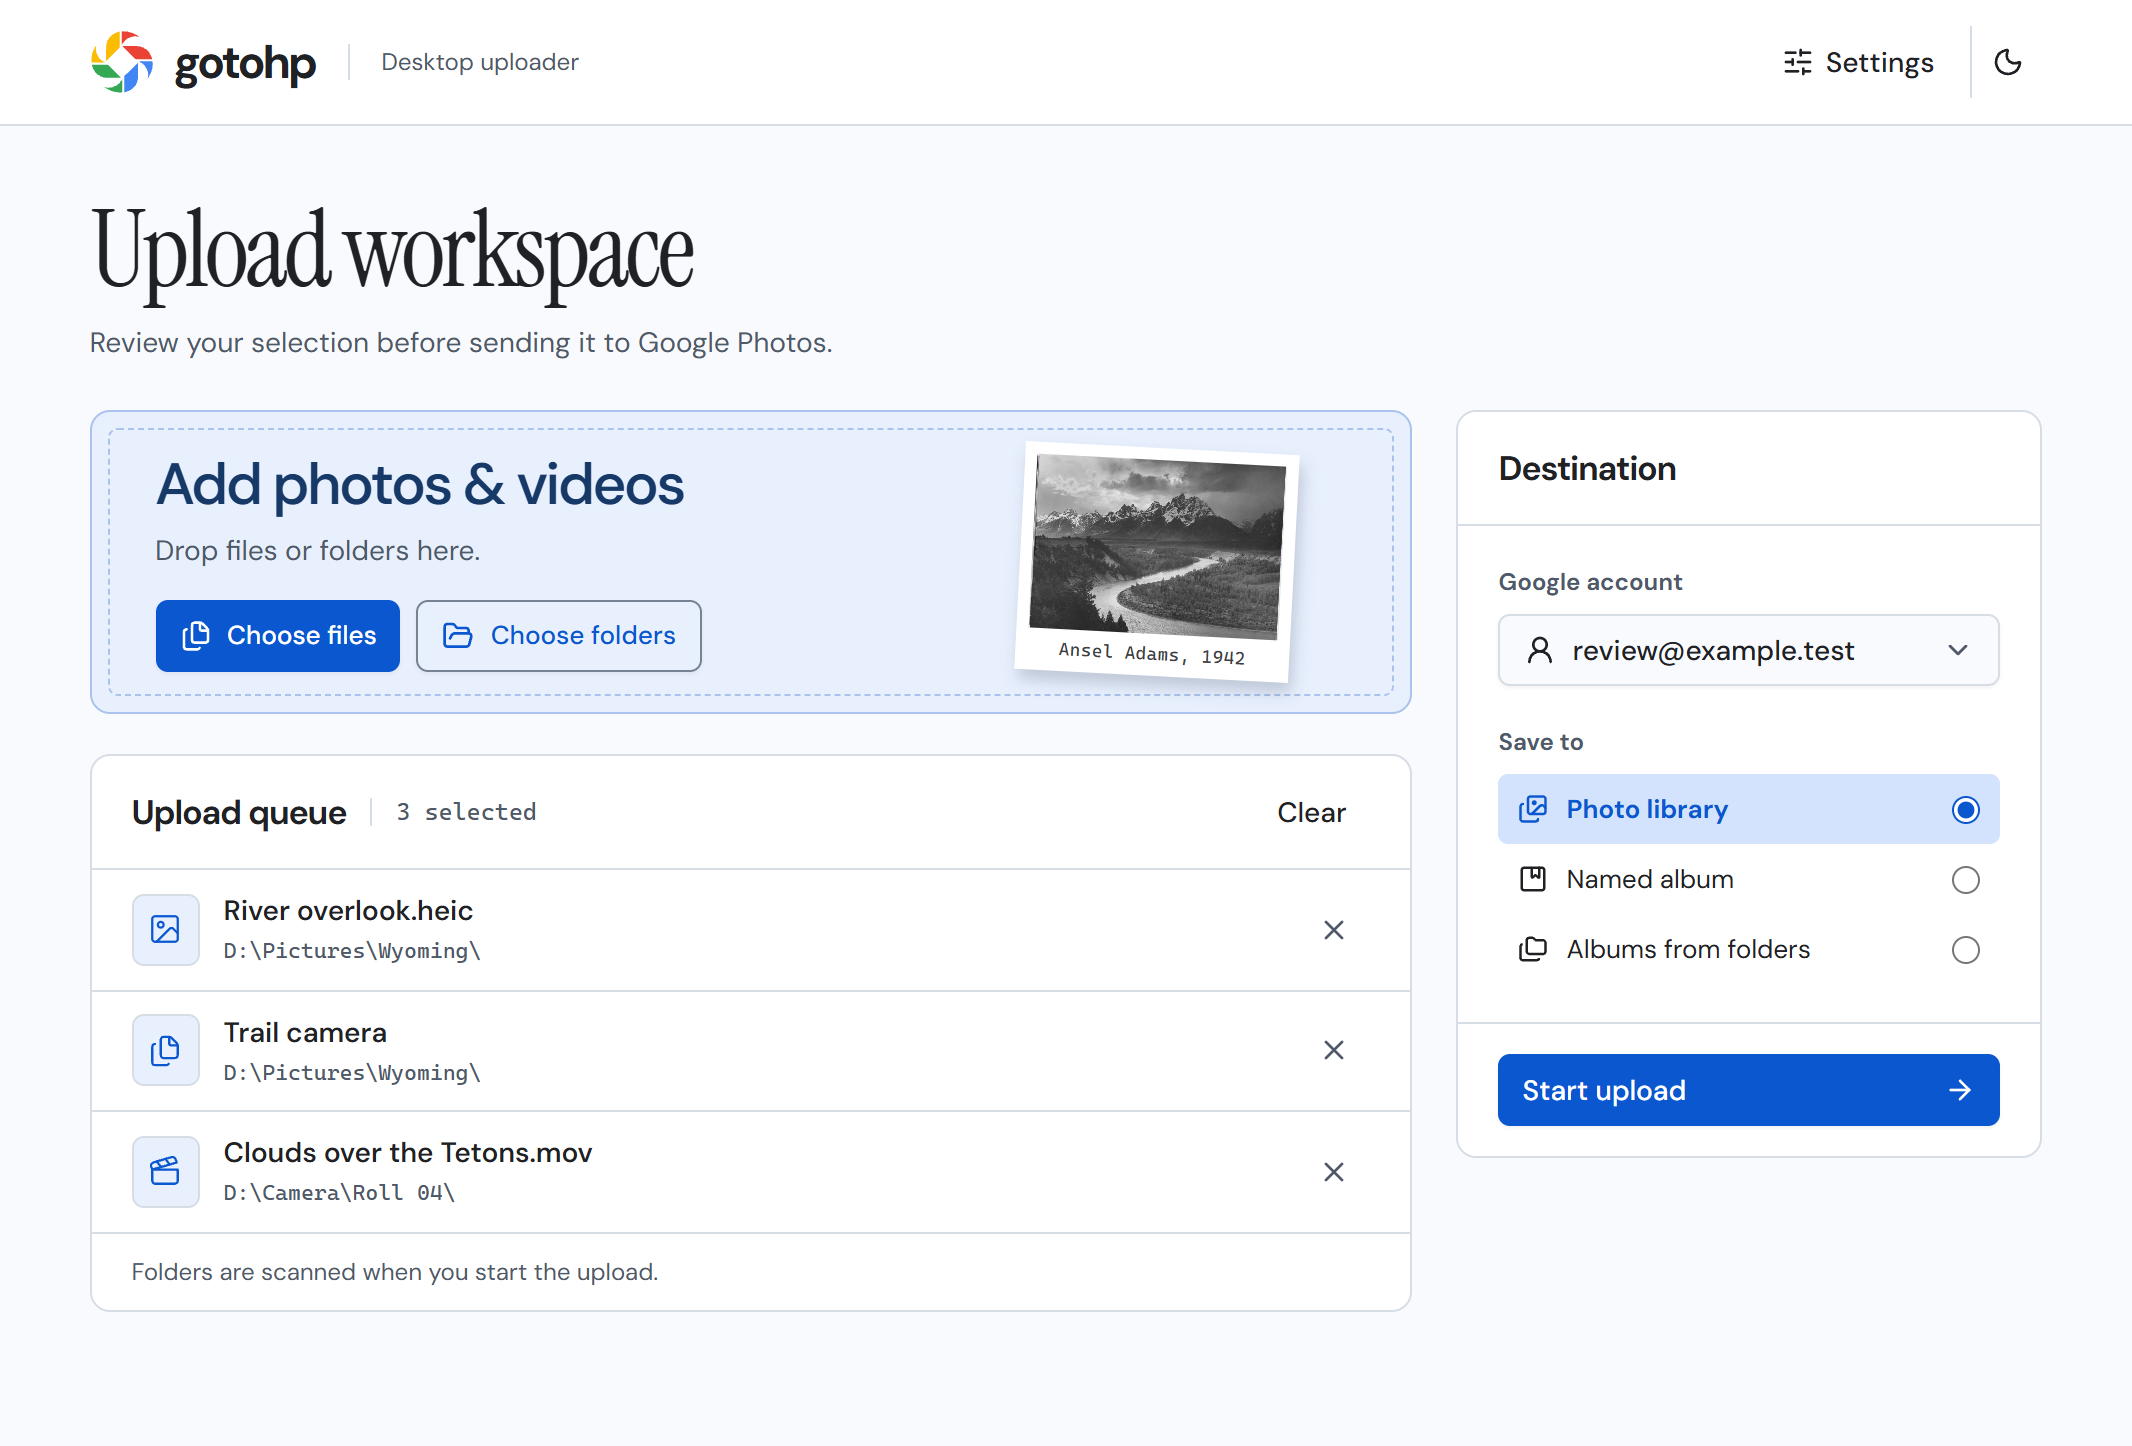 gotohp
Desktop uploader
Settings
Upload workspace
Review your selection before sending it to Google Photos.
Add photos & videos
Drop files or folders here.
Choose files
Choose folders
Ansel Adams, 1942
Upload queue
3 selected
Clear
River overlook.heic
D:\Pictures\Wyoming\
Trail camera
D:\Pictures\Wyoming\
Clouds over the Tetons.mov
D:\Camera\Roll 04\
Folders are scanned when you start the upload.
Destination
Google account
review@example.test
Save to
Photo library
Named album
Albums from folders
Start upload